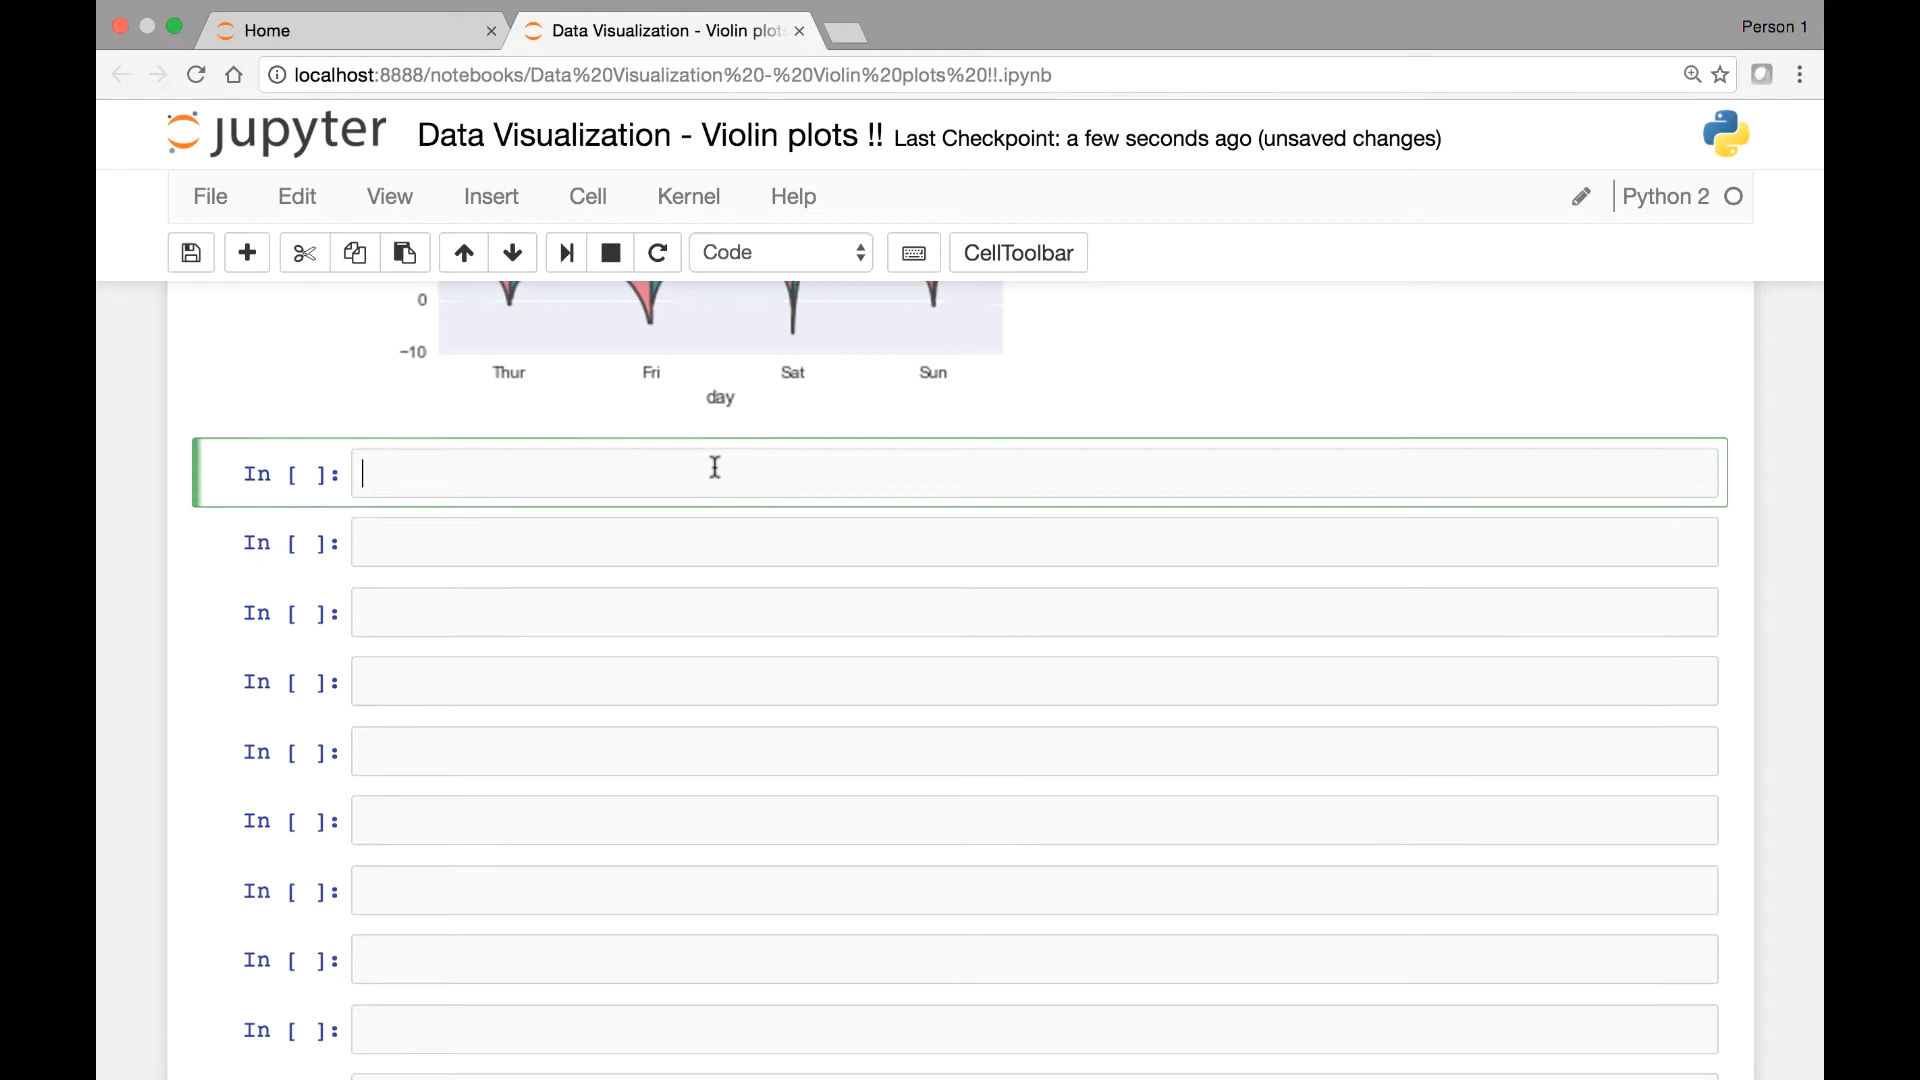 Home
Data Visualization - Violin plot
Person 1
localhost:8888/notebooks/Data%20Visualization%20-%20Violin%20plots%20!!.ipynb
jupyter Data Visualization - Violin plots !! Last Checkpoint: a few seconds ago (unsaved changes)
File Edit View Insert Cell Kernel Help Python 2
Code CellToolbar
0
−10
Thur Fri Sat Sun
day
In [ ]:
In [ ]:
In [ ]:
In [ ]:
In [ ]:
In [ ]:
In [ ]:
In [ ]:
In [ ]: